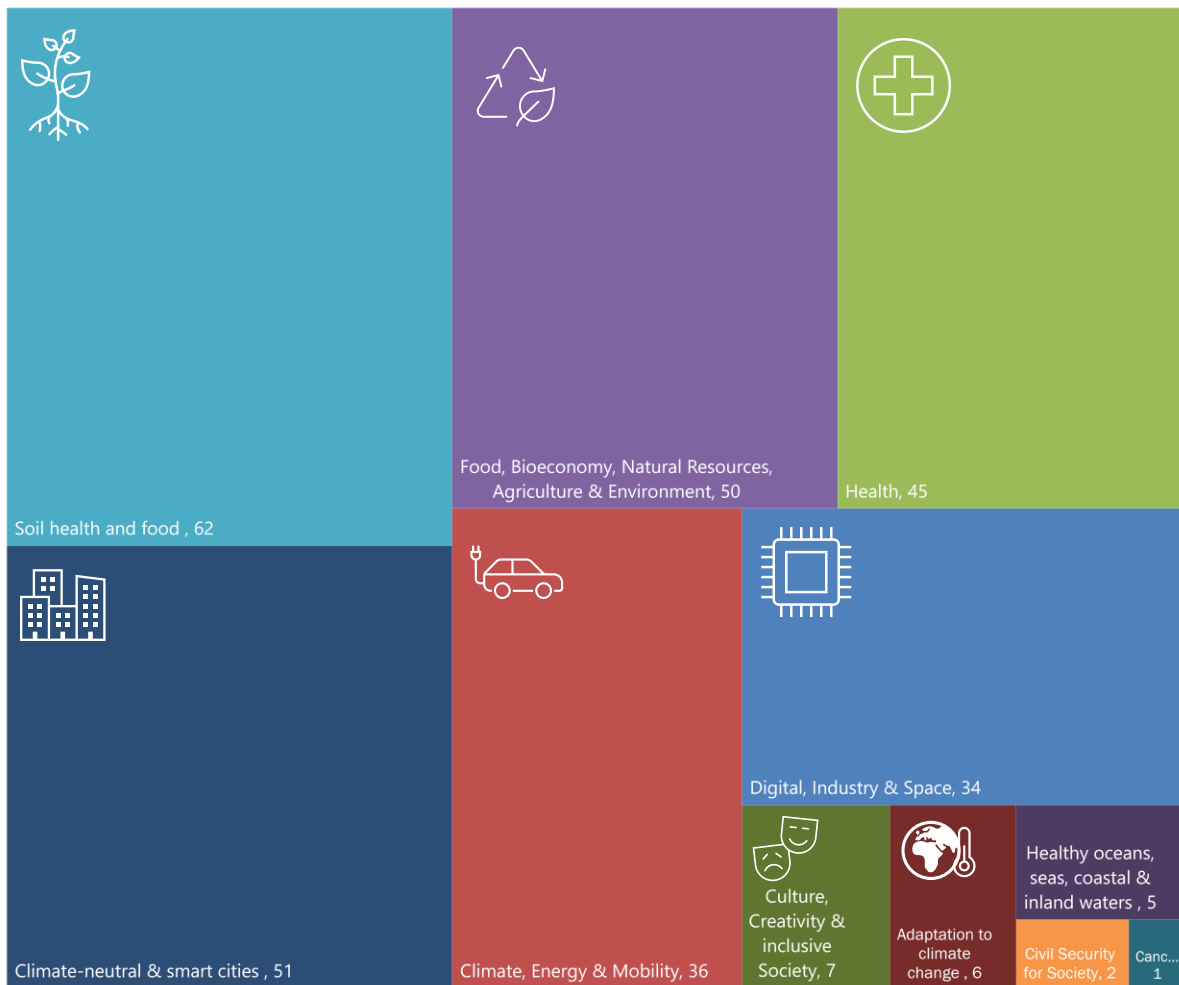 Soil health and food , 62
Food, Bioeconomy, Natural Resources,
Agriculture & Environment, 50
Health, 45
Climate-neutral & smart cities , 51
Climate, Energy & Mobility, 36
Digital, Industry & Space, 34
Culture,
Creativity &
inclusive
Society, 7
Adaptation to
climate
change , 6
Healthy oceans,
seas, coastal &
inland waters , 5
Civil Security
for Society, 2
Canc...
1